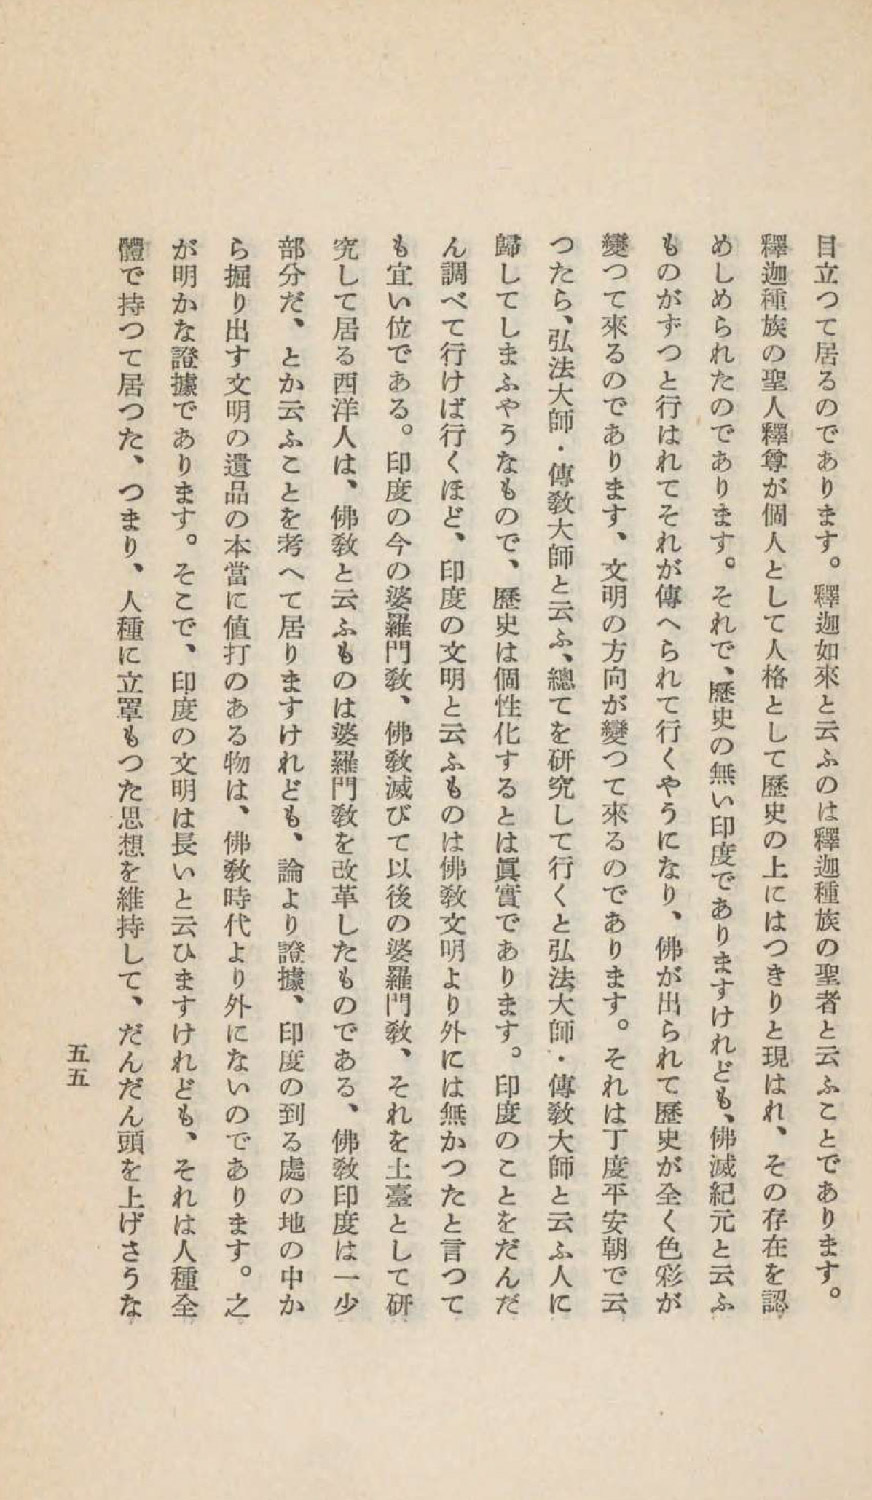 目立つて居るのであります。釋迦如來と云ふのは釋迦種族の聖者と云ふことであります。
釋迦種族の聖人釋尊が個人として人格として歷史の上にはつきりと現はれ、その存在を認
めしめられたのであります。それで、歷史の無い印度でありますけれども、佛滅紀元と云ふ
ものがずつと行はれてそれが傳へられて行くやうになり、佛が出られて歷史が全く色彩が
變つて來るのであります、文明の方向が變つて來るのであります。それは丁度平安朝で云
つたら、弘法大師・傳敎大師と云ふ、總てを硏究して行くと弘法大師・傳敎大師と云ふ人に
歸してしまふやうなもので、歷史は個性化するとは眞實であります。印度のことをだんだ
ん調べて行けば行くほど、印度の文明と云ふものは佛敎文明より外には無かつたと言つて
も宜い位である。印度の今の婆羅門敎、佛敎滅びて以後の婆羅門敎、それを土臺として硏
究して居る西洋人は、佛敎と云ふものは婆羅門敎を改革したものである、佛敎印度は一少
部分だ、とか云ふことを考へて居りますけれども、論より證據、印度の到る處の地の中か
ら掘り出す文明の遺品の本當に値打のある物は、佛敎時代より外にないのであります。之
が明かな證據であります。そこで、印度の文明は長いと云ひますけれども、それは人種全
體で持つて居つた、つまり、人種に立罩もつた思想を維持して、だんだん頭を上げさうな
五五